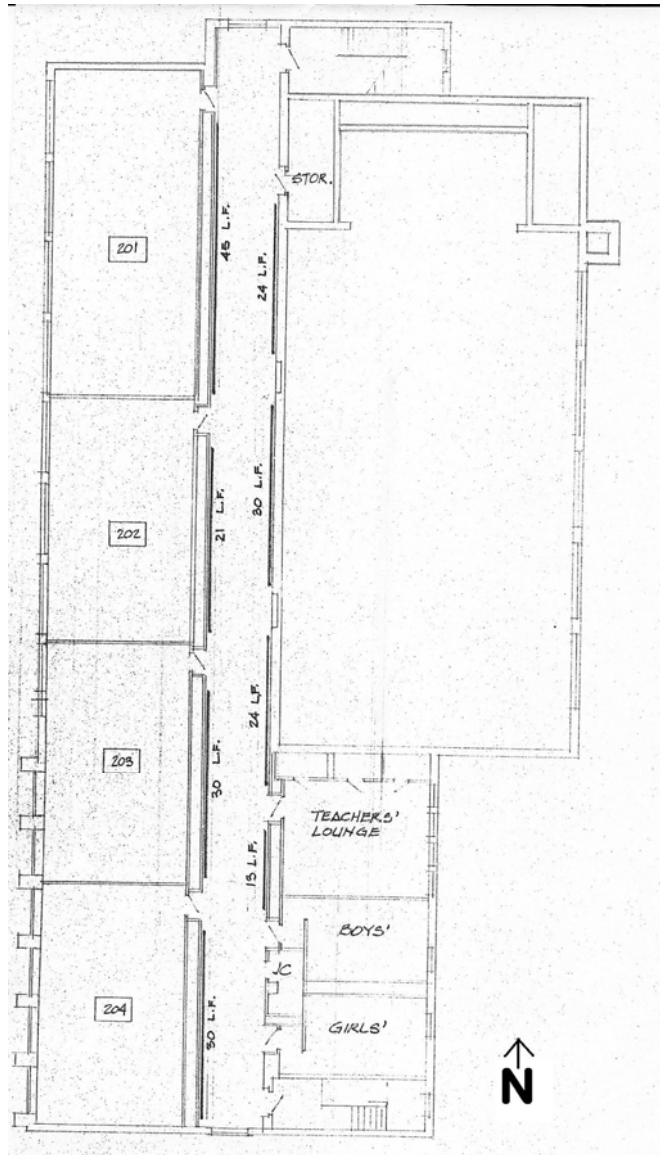 STOR.
201
45 L.F.
24 L.F.
202
21 L.F.
30 L.F.
203
30 L.F.
24 L.F.
TEACHERS'
LOUNGE
13 L.F.
BOYS'
JC
204
30 L.F.
GIRLS'
N